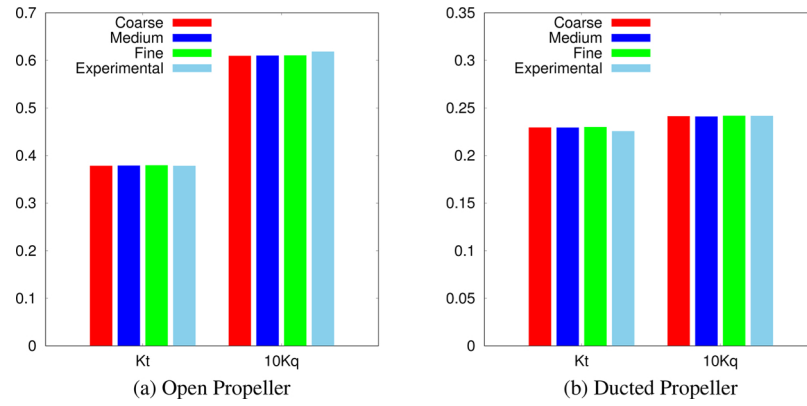 0.7
0.6
0.5
0.4
0.3
0.2
0.1
0
Coarse
Medium
Fine
Experimental
Kt 10Kq
(a) Open Propeller
0.35
0.3
0.25
0.2
0.15
0.1
0.05
0
Coarse
Medium
Fine
Experimental
Kt 10Kq
(b) Ducted Propeller